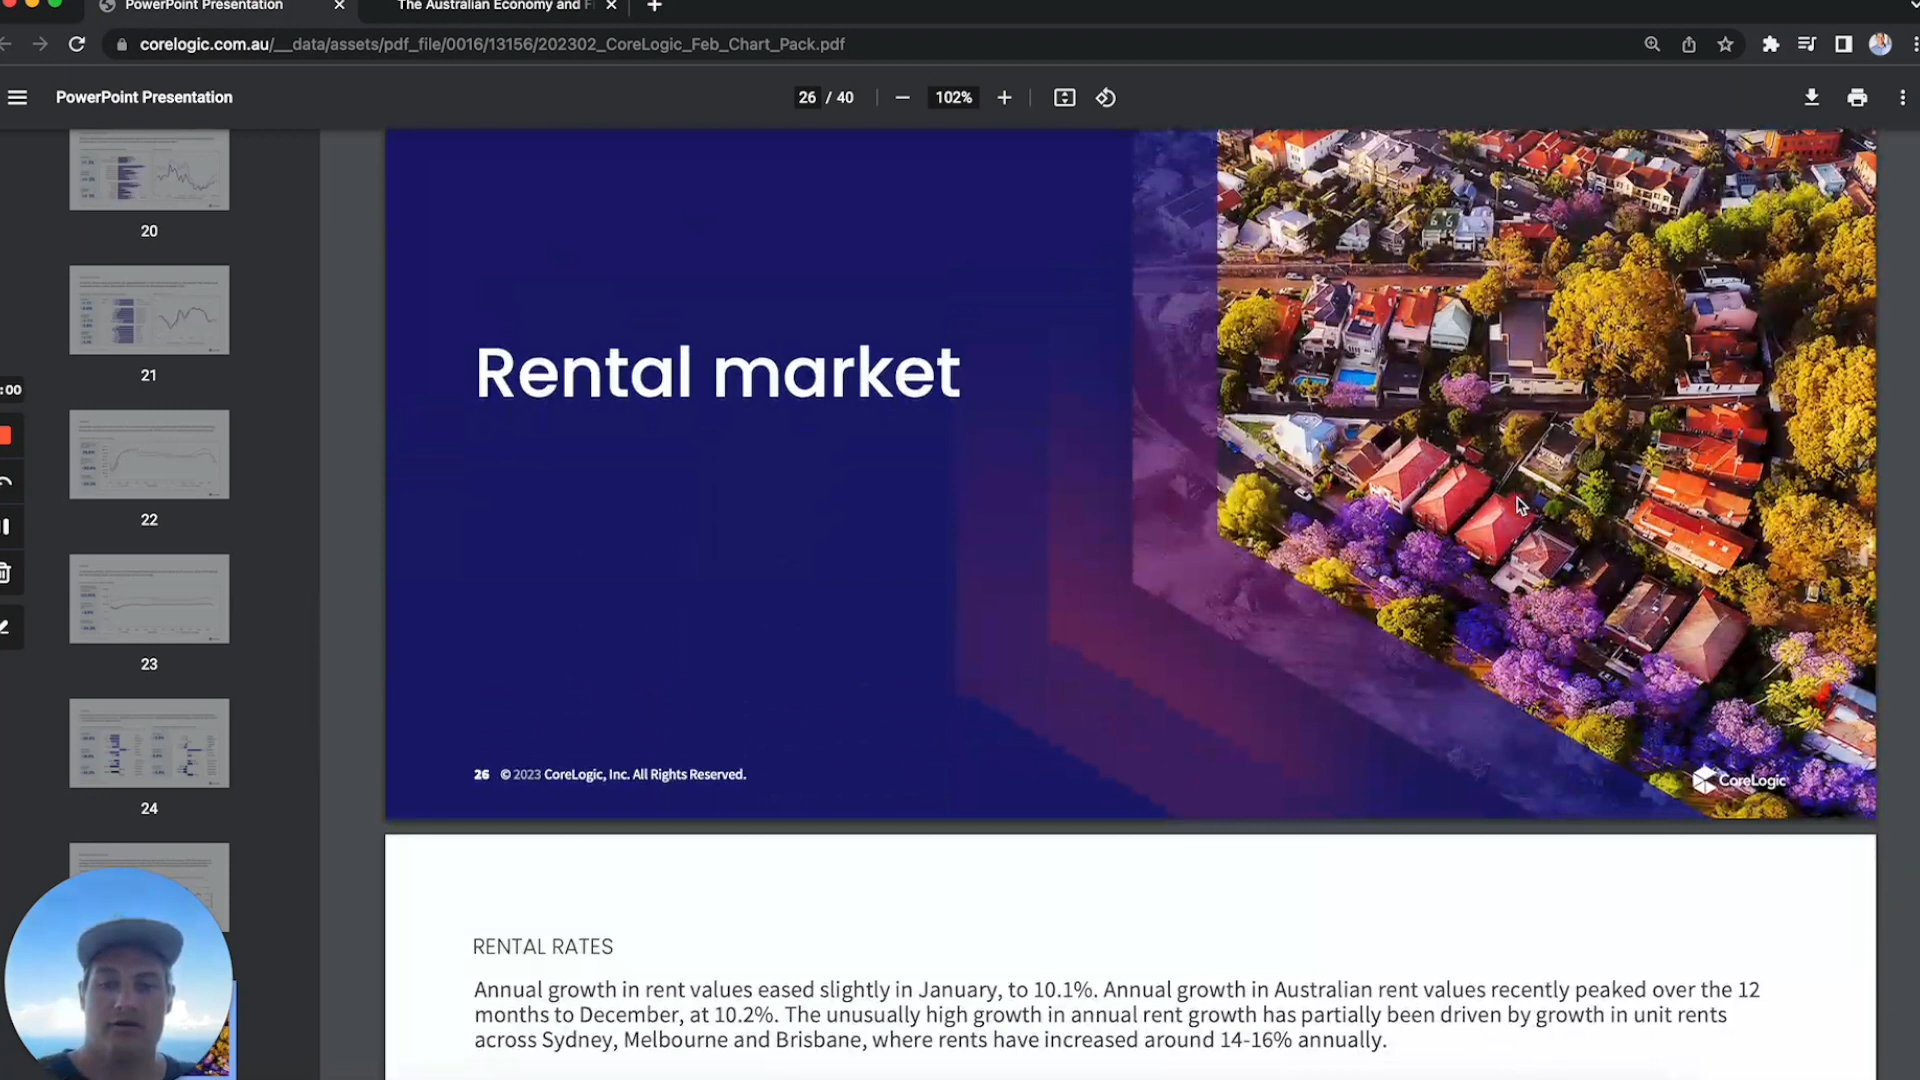 PowerPoint Presentation
The Australian Economy and F
corelogic.com.au/__data/assets/pdf_file/0016/13156/202302_CoreLogic_Feb_Chart_Pack.pdf
PowerPoint Presentation
26 / 40
102%
20
21
:00
22
23
24
Rental market
26 © 2023 CoreLogic, Inc. All Rights Reserved.
CoreLogic
RENTAL RATES
Annual growth in rent values eased slightly in January, to 10.1%. Annual growth in Australian rent values recently peaked over the 12
months to December, at 10.2%. The unusually high growth in annual rent growth has partially been driven by growth in unit rents
across Sydney, Melbourne and Brisbane, where rents have increased around 14-16% annually.